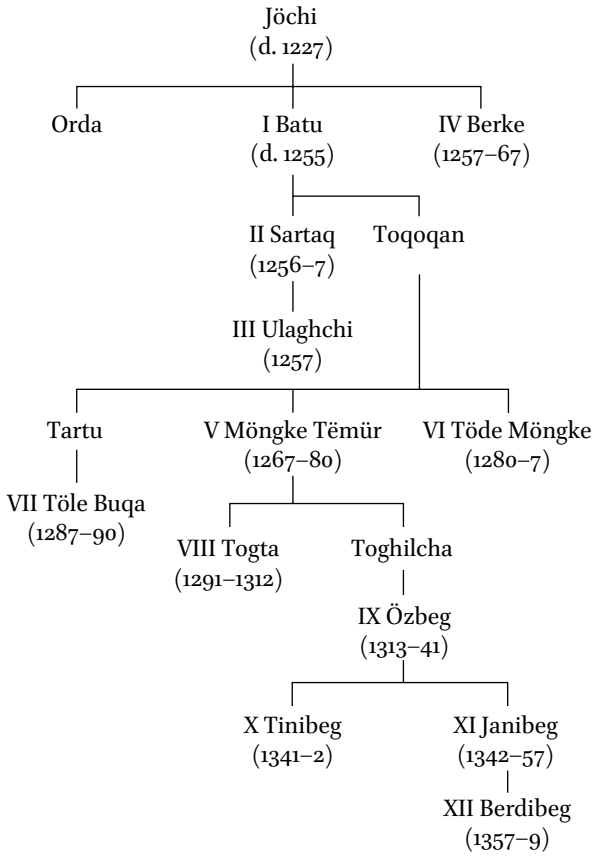 Jöchi
(d. 1227)
Orda I Batu IV Berke
(d. 1255) (1257–67)
II Sartaq Toqoqan
(1256–7)
III Ulaghchi
(1257)
Tartu V Möngke Tëmür VI Töde Möngke
(1267–80) (1280–7)
VII Töle Buqa
(1287–90)
VIII Togta Toghilcha
(1291–1312)
IX Özbeg
(1313–41)
X Tinibeg XI Janibeg
(1341–2) (1342–57)
XII Berdibeg
(1357–9)